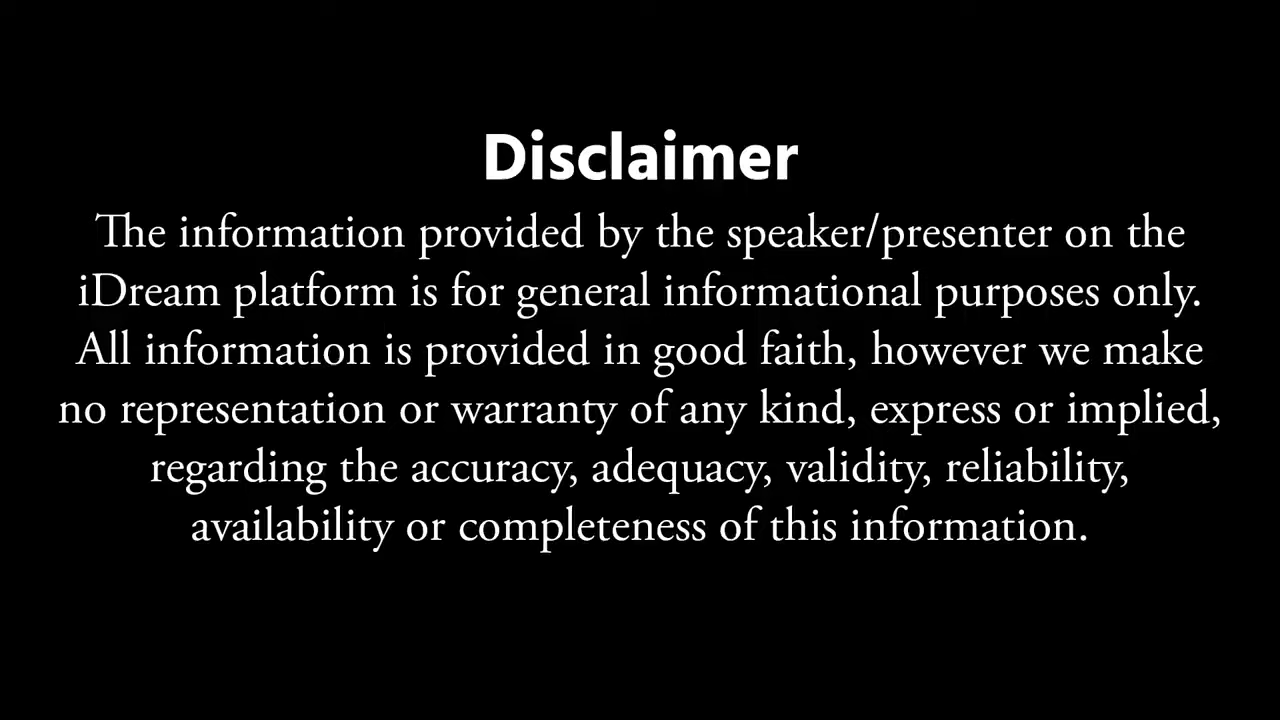 Disclaimer
The information provided by the speaker/presenter on the
iDream platform is for general informational purposes only.
All information is provided in good faith, however we make
no representation or warranty of any kind, express or implied,
regarding the accuracy, adequacy, validity, reliability,
availability or completeness of this information.